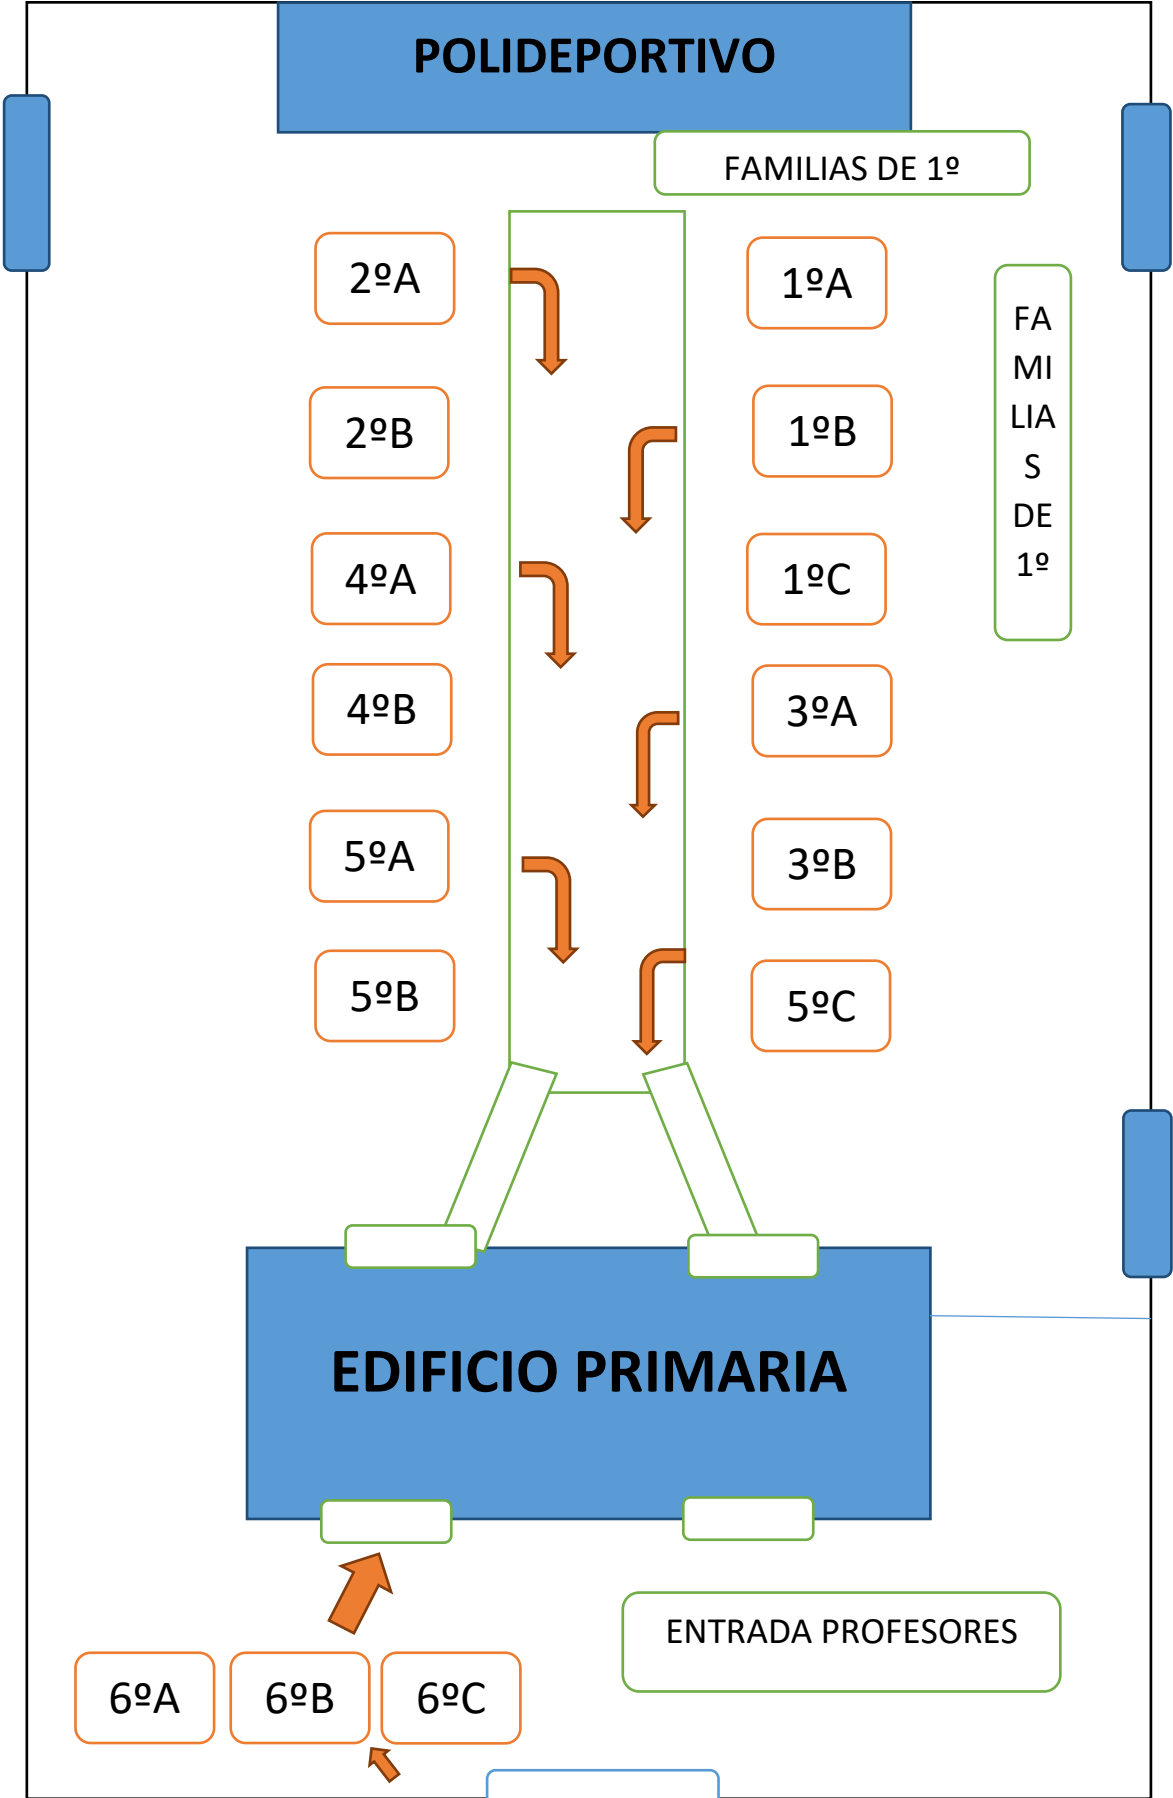 POLIDEPORTIVO
FAMILIAS DE 1º
2ºA
1ºA
FA
MI
LIA
S
DE
1º
2ºB
1ºB
4ºA
1ºC
4ºB
3ºA
5ºA
3ºB
5ºB
5ºC
EDIFICIO PRIMARIA
ENTRADA PROFESORES
6ºA
6ºB
6ºC